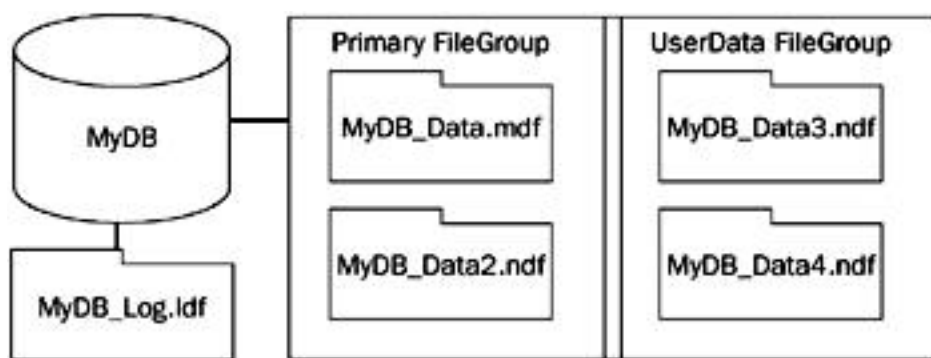 MyDB
MyDB_Log.ldf
Primary FileGroup
MyDB_Data.mdf
MyDB_Data2.ndf
UserData FileGroup
MyDB_Data3.ndf
MyDB_Data4.ndf